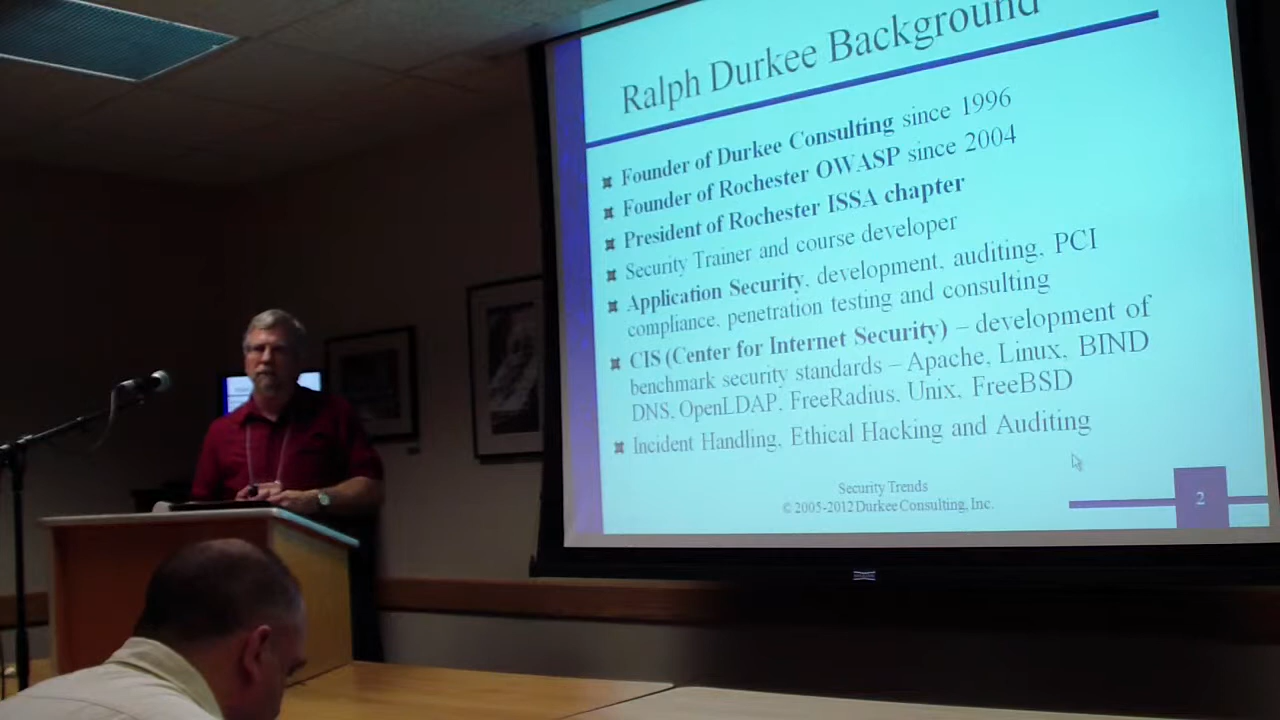 Ralph Durkee Background
Founder of Durkee Consulting since 1996
Founder of Rochester OWASP since 2004
President of Rochester ISSA chapter
Security Trainer and course developer
Application Security, development, auditing, PCI
compliance, penetration testing and consulting
CIS (Center for Internet Security) – development of
benchmark security standards – Apache, Linux, BIND
DNS, OpenLDAP, FreeRadius, Unix, FreeBSD
Incident Handling, Ethical Hacking and Auditing
Security Trends
© 2005-2012 Durkee Consulting, Inc.
2